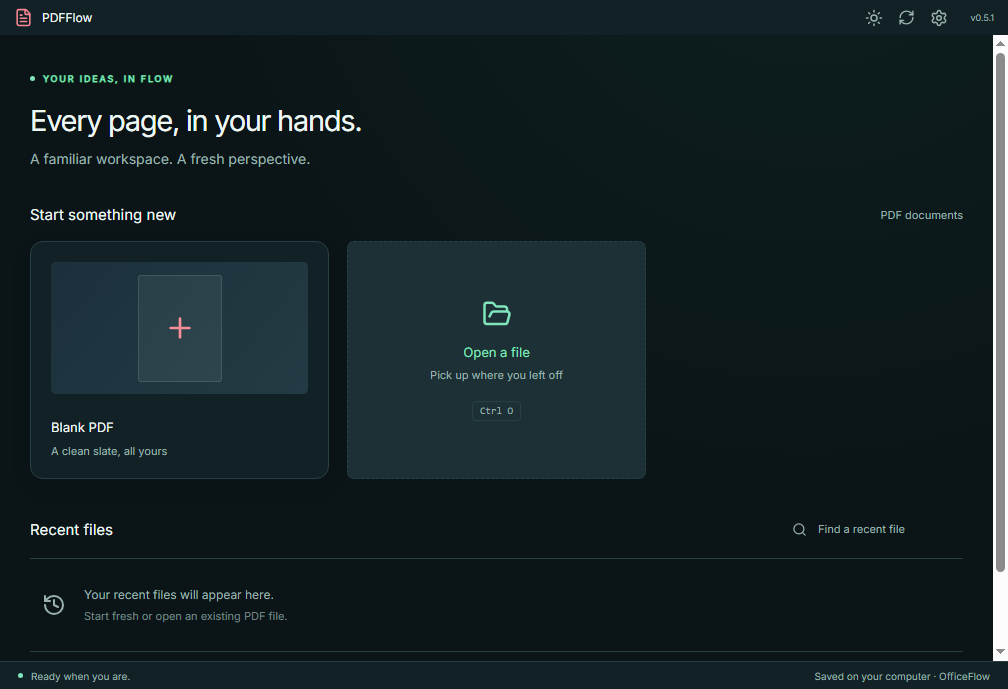 PDFFlow
v0.5.1
YOUR IDEAS, IN FLOW
Every page, in your hands.
A familiar workspace. A fresh perspective.
Start something new
PDF documents
Blank PDF
A clean slate, all yours
Open a file
Pick up where you left off
Ctrl O
Recent files
Find a recent file
Your recent files will appear here.
Start fresh or open an existing PDF file.
Ready when you are.
Saved on your computer · OfficeFlow